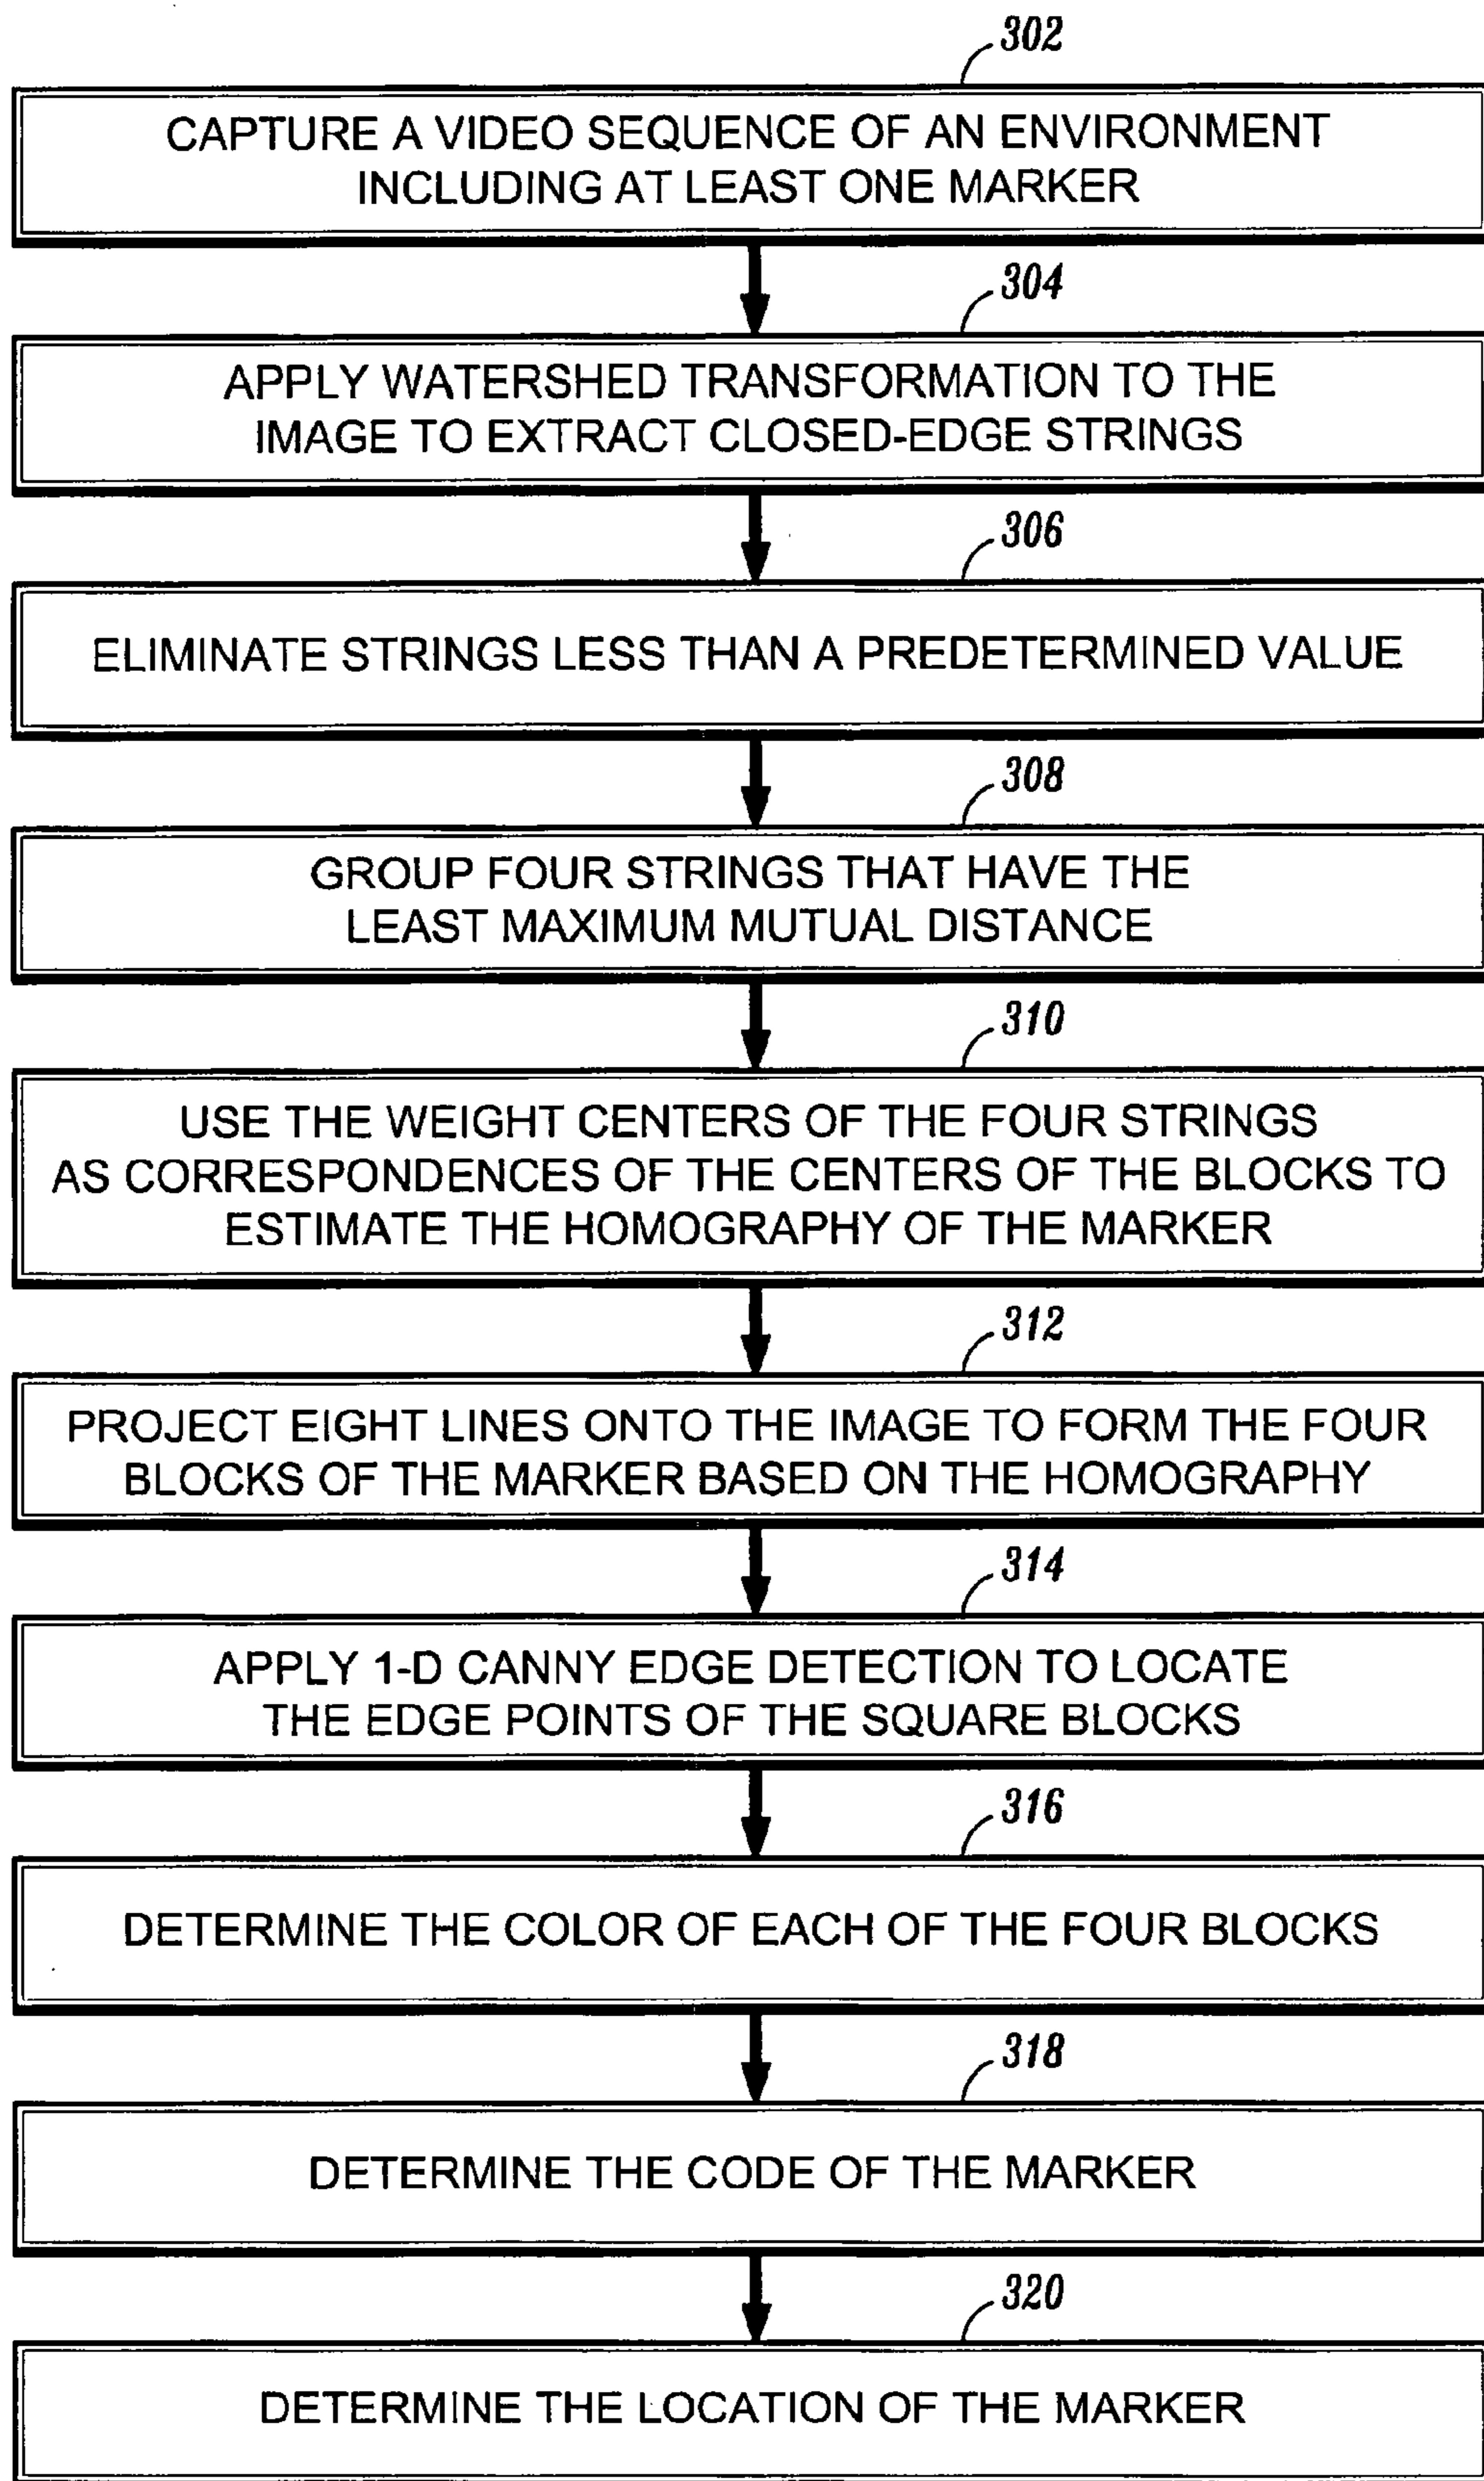 302
CAPTURE A VIDEO SEQUENCE OF AN ENVIRONMENT
INCLUDING AT LEAST ONE MARKER
304
APPLY WATERSHED TRANSFORMATION TO THE
IMAGE TO EXTRACT CLOSED-EDGE STRINGS
306
ELIMINATE STRINGS LESS THAN A PREDETERMINED VALUE
308
GROUP FOUR STRINGS THAT HAVE THE
LEAST MAXIMUM MUTUAL DISTANCE
310
USE THE WEIGHT CENTERS OF THE FOUR STRINGS
AS CORRESPONDENCES OF THE CENTERS OF THE BLOCKS TO
ESTIMATE THE HOMOGRAPHY OF THE MARKER
312
PROJECT EIGHT LINES ONTO THE IMAGE TO FORM THE FOUR
BLOCKS OF THE MARKER BASED ON THE HOMOGRAPHY
314
APPLY 1-D CANNY EDGE DETECTION TO LOCATE
THE EDGE POINTS OF THE SQUARE BLOCKS
316
DETERMINE THE COLOR OF EACH OF THE FOUR BLOCKS
318
DETERMINE THE CODE OF THE MARKER
320
DETERMINE THE LOCATION OF THE MARKER